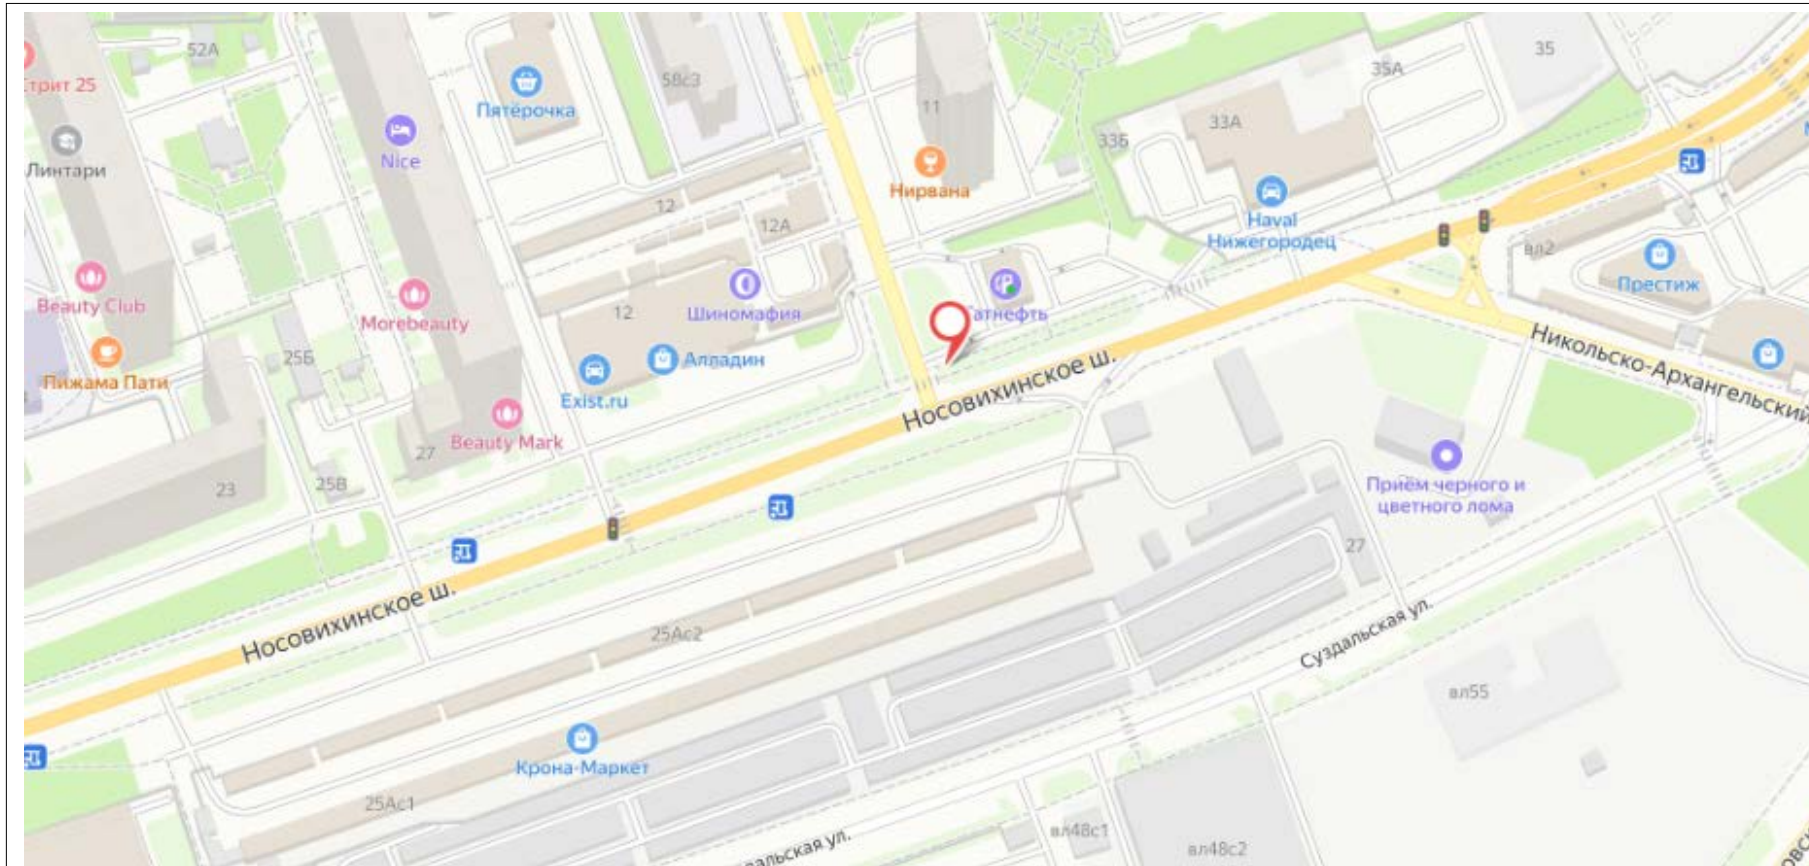 52А
трит 25
Линтари
Пятёрочка
Nice
58с3
11
Нирвана
35
35А
33А
33Б
Haval
Нижегородец
вл2
Престиж
12
12А
Шиномафия
12
Алладин
Exist.ru
Татнефть
Beauty Club
Morebeauty
25Б
Пижама Пати
Beauty Mark
27
23
25В
Носовихинское ш.
Никольско-Архангельский
Приём черного и
цветного лома
27
Носовихинское ш.
25Ас2
Суздальская ул.
вл55
Крона-Маркет
25Ас1
здальская ул.
вл48с1
вл48с2